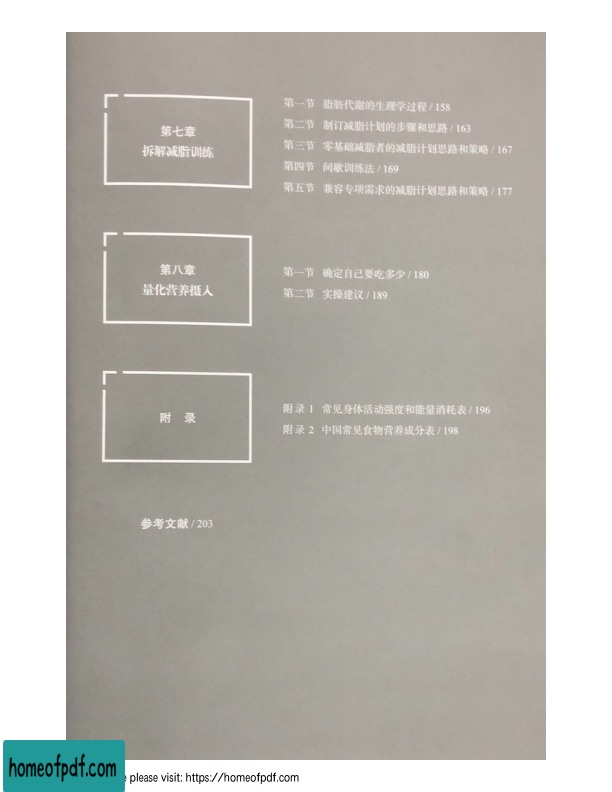 第七章
拆解减脂训练
第一节 脂肪代谢的生理学过程 / 158
第二节 制订减脂计划的步骤和思路 / 163
第三节 零基础减脂者的减脂计划思路和策略 / 167
第四节 间歇训练法 / 169
第五节 兼容专项需求的减脂计划思路和策略 / 177
第八章
量化营养摄入
第一节 确定自己要吃多少 / 180
第二节 实操建议 / 189
附 录
附录 1 常见身体活动强度和能量消耗表 / 196
附录 2 中国常见食物营养成分表 / 198
参考文献 / 203
homeofpdf.com
please visit: https://homeofpdf.com